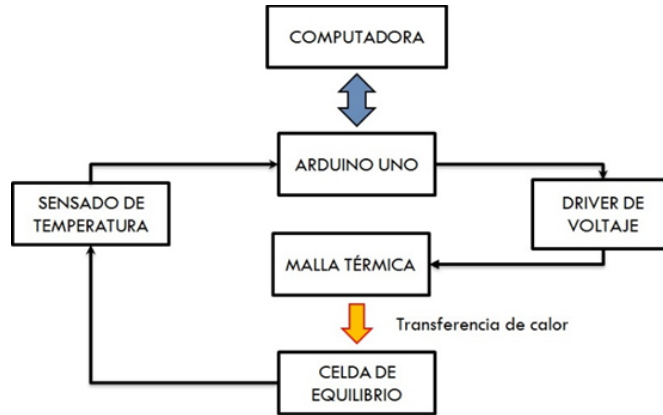 COMPUTADORA
ARDUINO UNO
SENSADO DE
TEMPERATURA
DRIVER DE
VOLTAJE
MALLA TÉRMICA
Transferencia de calor
CELDA DE
EQUILIBRIO